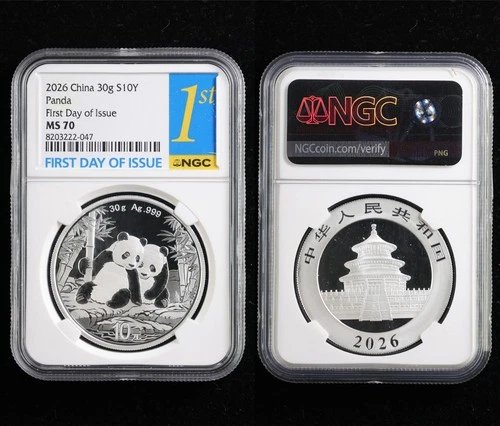 2026 China 30g S10Y
Panda
First Day of Issue
MS 70
8203222-047
1st
FIRST DAY OF ISSUE
NGC
30g Ag.999
10元
NGC
NGCcoin.com/verify
PNG
中华人民共和国
2026